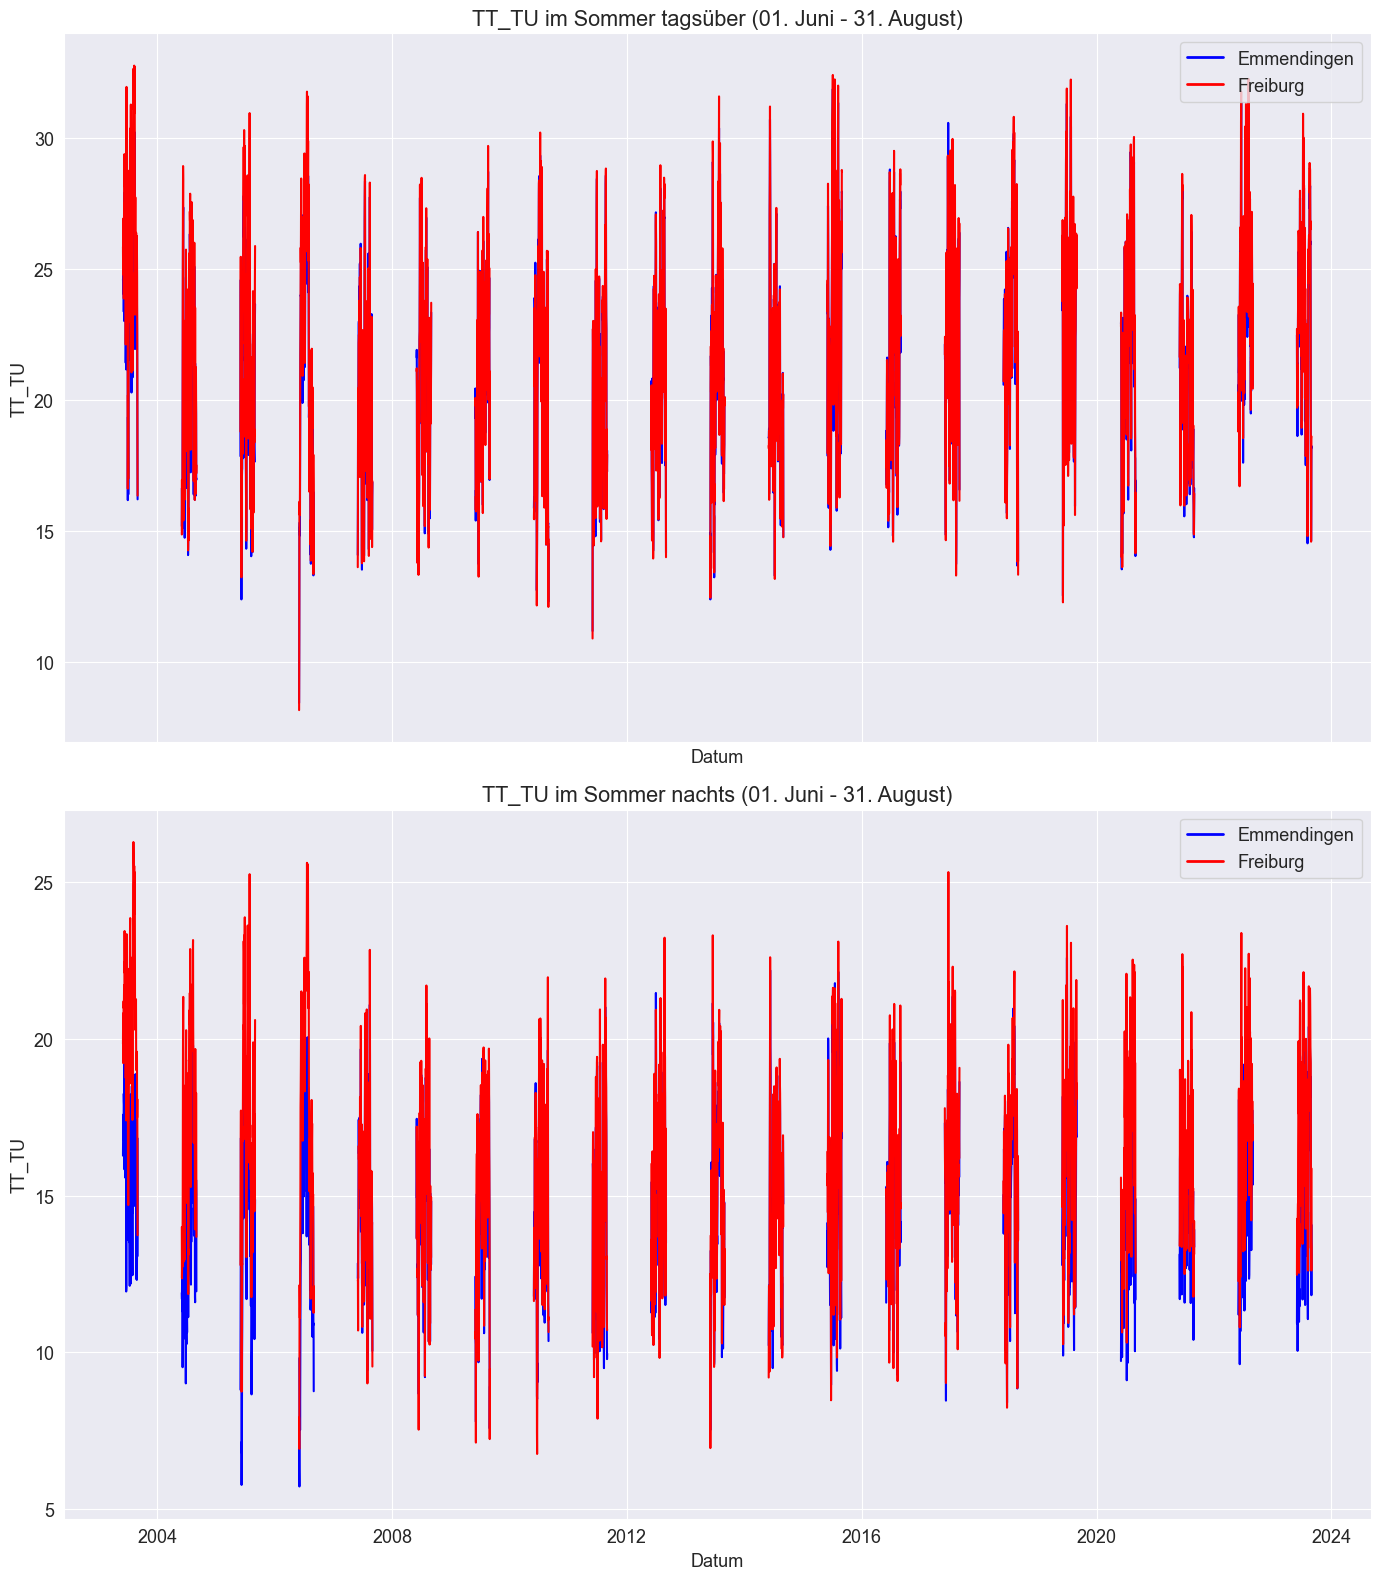 TT_TU im Sommer tagsüber (01. Juni - 31. August)
Emmendingen
Freiburg
30
25
20
15
10
TT_TU
Datum
TT_TU im Sommer nachts (01. Juni - 31. August)
Emmendingen
Freiburg
25
20
15
10
5
TT_TU
2004 2008 2012 2016 2020 2024
Datum